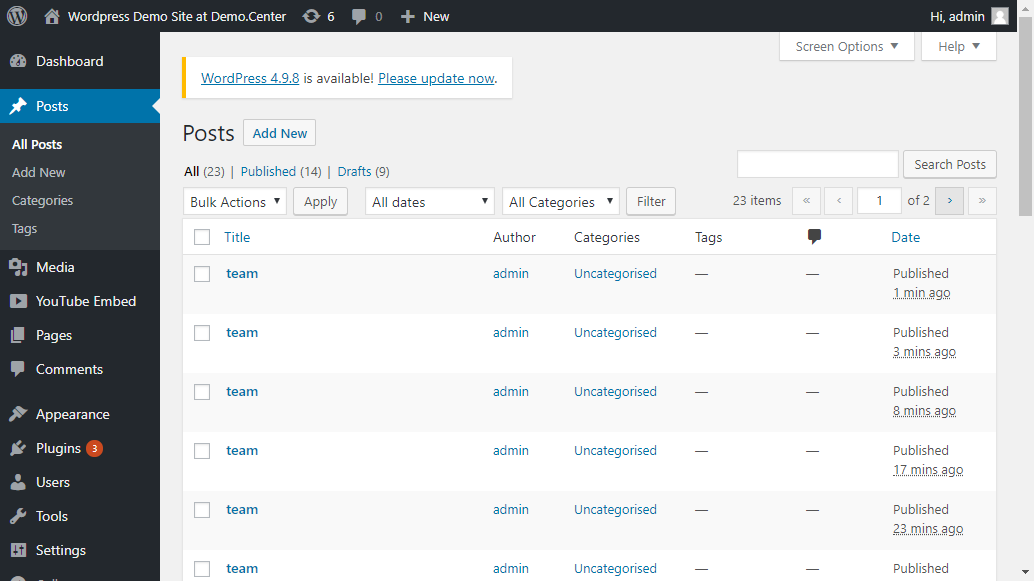 Wordpress Demo Site at Demo.Center 6 0 New Hi, admin
Screen Options Help
Dashboard
Posts
All Posts
Add New
Categories
Tags
Media
YouTube Embed
Pages
Comments
Appearance
Plugins 3
Users
Tools
Settings
WordPress 4.9.8 is available! Please update now.
Posts Add New
All (23) | Published (14) | Drafts (9)
Search Posts
Bulk Actions Apply All dates All Categories Filter 23 items « ‹ 1 of 2 › »
Title Author Categories Tags Date
team admin Uncategorised — — Published
1 min ago
team admin Uncategorised — — Published
3 mins ago
team admin Uncategorised — — Published
8 mins ago
team admin Uncategorised — — Published
17 mins ago
team admin Uncategorised — — Published
23 mins ago
team admin Uncategorised — — Published